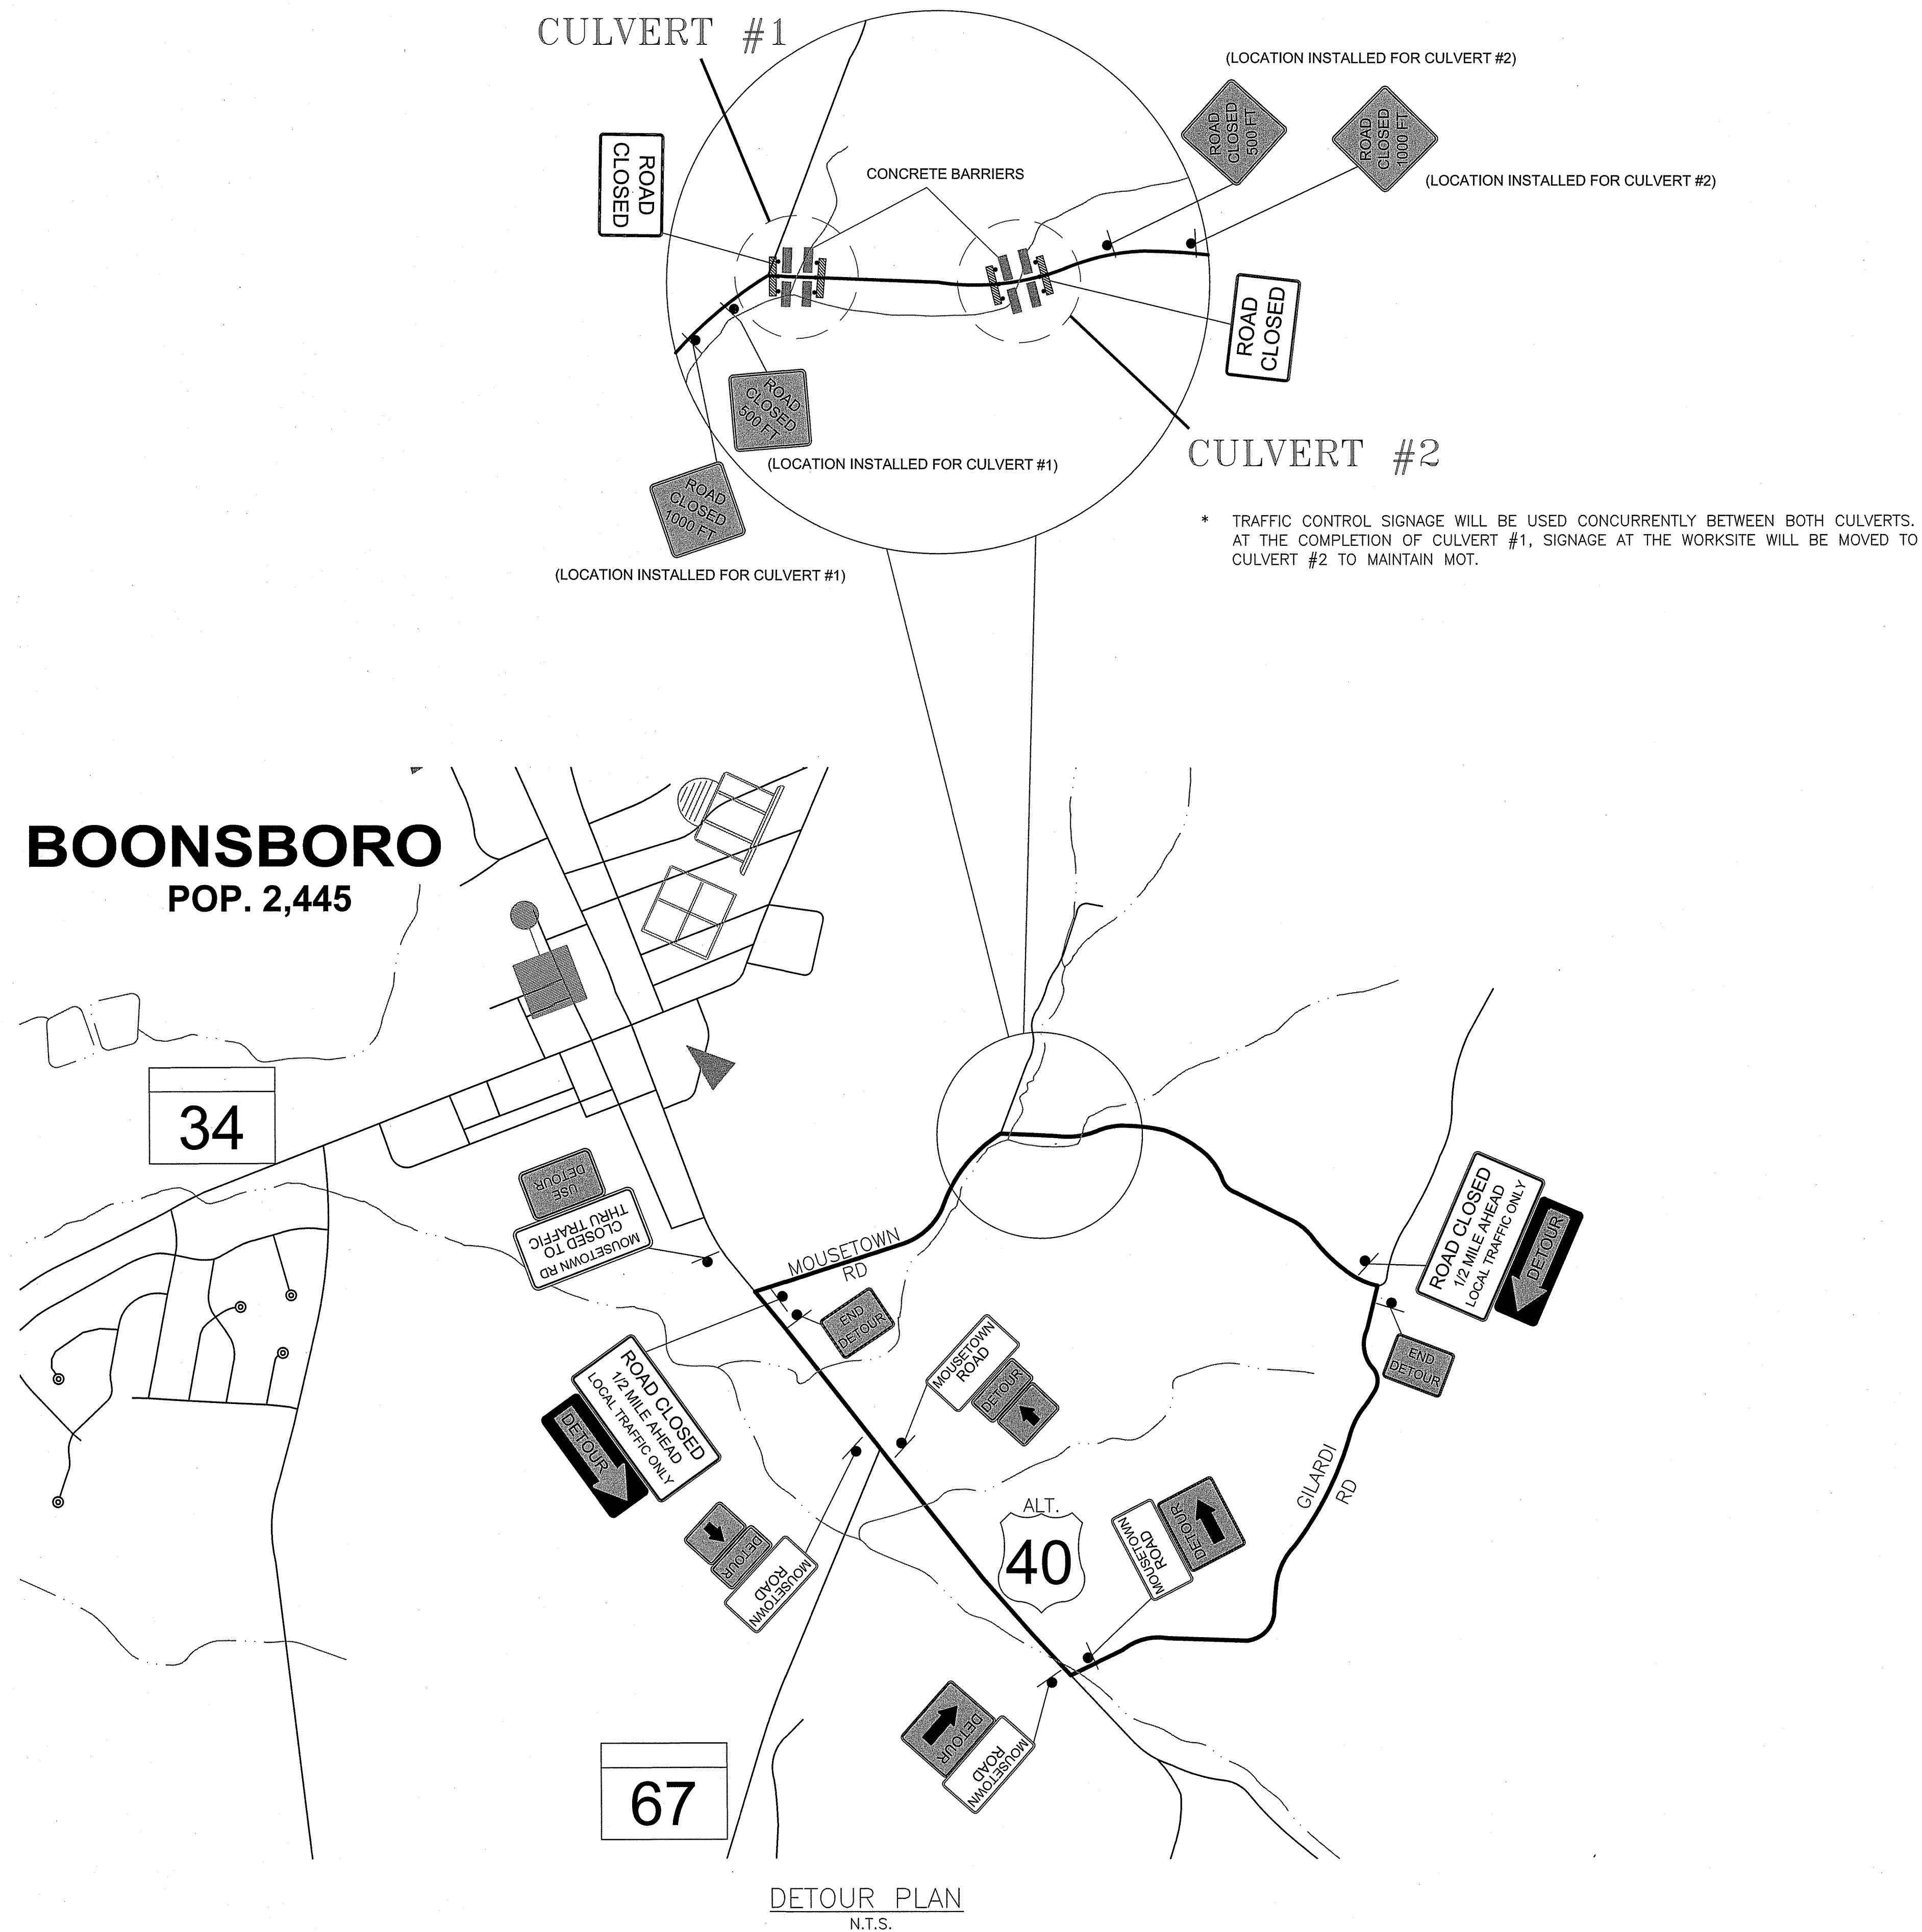 CULVERT #1
(LOCATION INSTALLED FOR CULVERT #2)
ROAD
CLOSED
500 FT
ROAD
CLOSED
1000 FT
(LOCATION INSTALLED FOR CULVERT #2)
ROAD
CLOSED
CONCRETE BARRIERS
ROAD
CLOSED
ROAD
CLOSED
500 FT
(LOCATION INSTALLED FOR CULVERT #1)
CULVERT #2
ROAD
CLOSED
1000 FT
(LOCATION INSTALLED FOR CULVERT #1)
* TRAFFIC CONTROL SIGNAGE WILL BE USED CONCURRENTLY BETWEEN BOTH CULVERTS.
AT THE COMPLETION OF CULVERT #1, SIGNAGE AT THE WORKSITE WILL BE MOVED TO
CULVERT #2 TO MAINTAIN MOT.
BOONSBORO
POP. 2,445
34
USE
DETOUR
MOUSETOWN RD
CLOSED TO
THRU TRAFFIC
MOUSETOWN
RD
ROAD CLOSED
1/2 MILE AHEAD
LOCAL TRAFFIC ONLY
DETOUR
END
DETOUR
END
DETOUR
MOUSETOWN
ROAD
DETOUR
ROAD CLOSED
1/2 MILE AHEAD
LOCAL TRAFFIC ONLY
DETOUR
GILARDI
RD
ALT.
40
DETOUR
MOUSETOWN
ROAD
MOUSETOWN
ROAD
DETOUR
DETOUR
MOUSETOWN
ROAD
67
DETOUR PLAN
N.T.S.